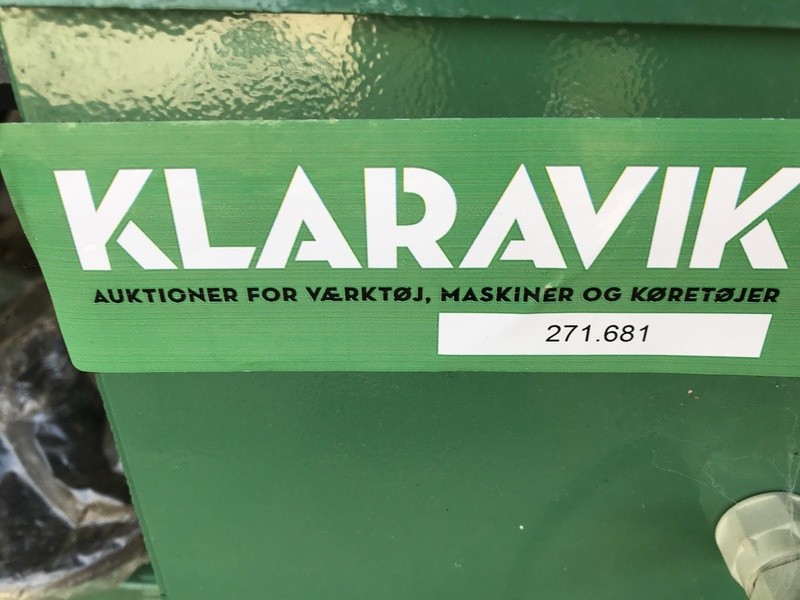 KLARAVIK
AUKTIONER FOR VÆRKTØJ, MASKINER OG KØRETØJER
271.681